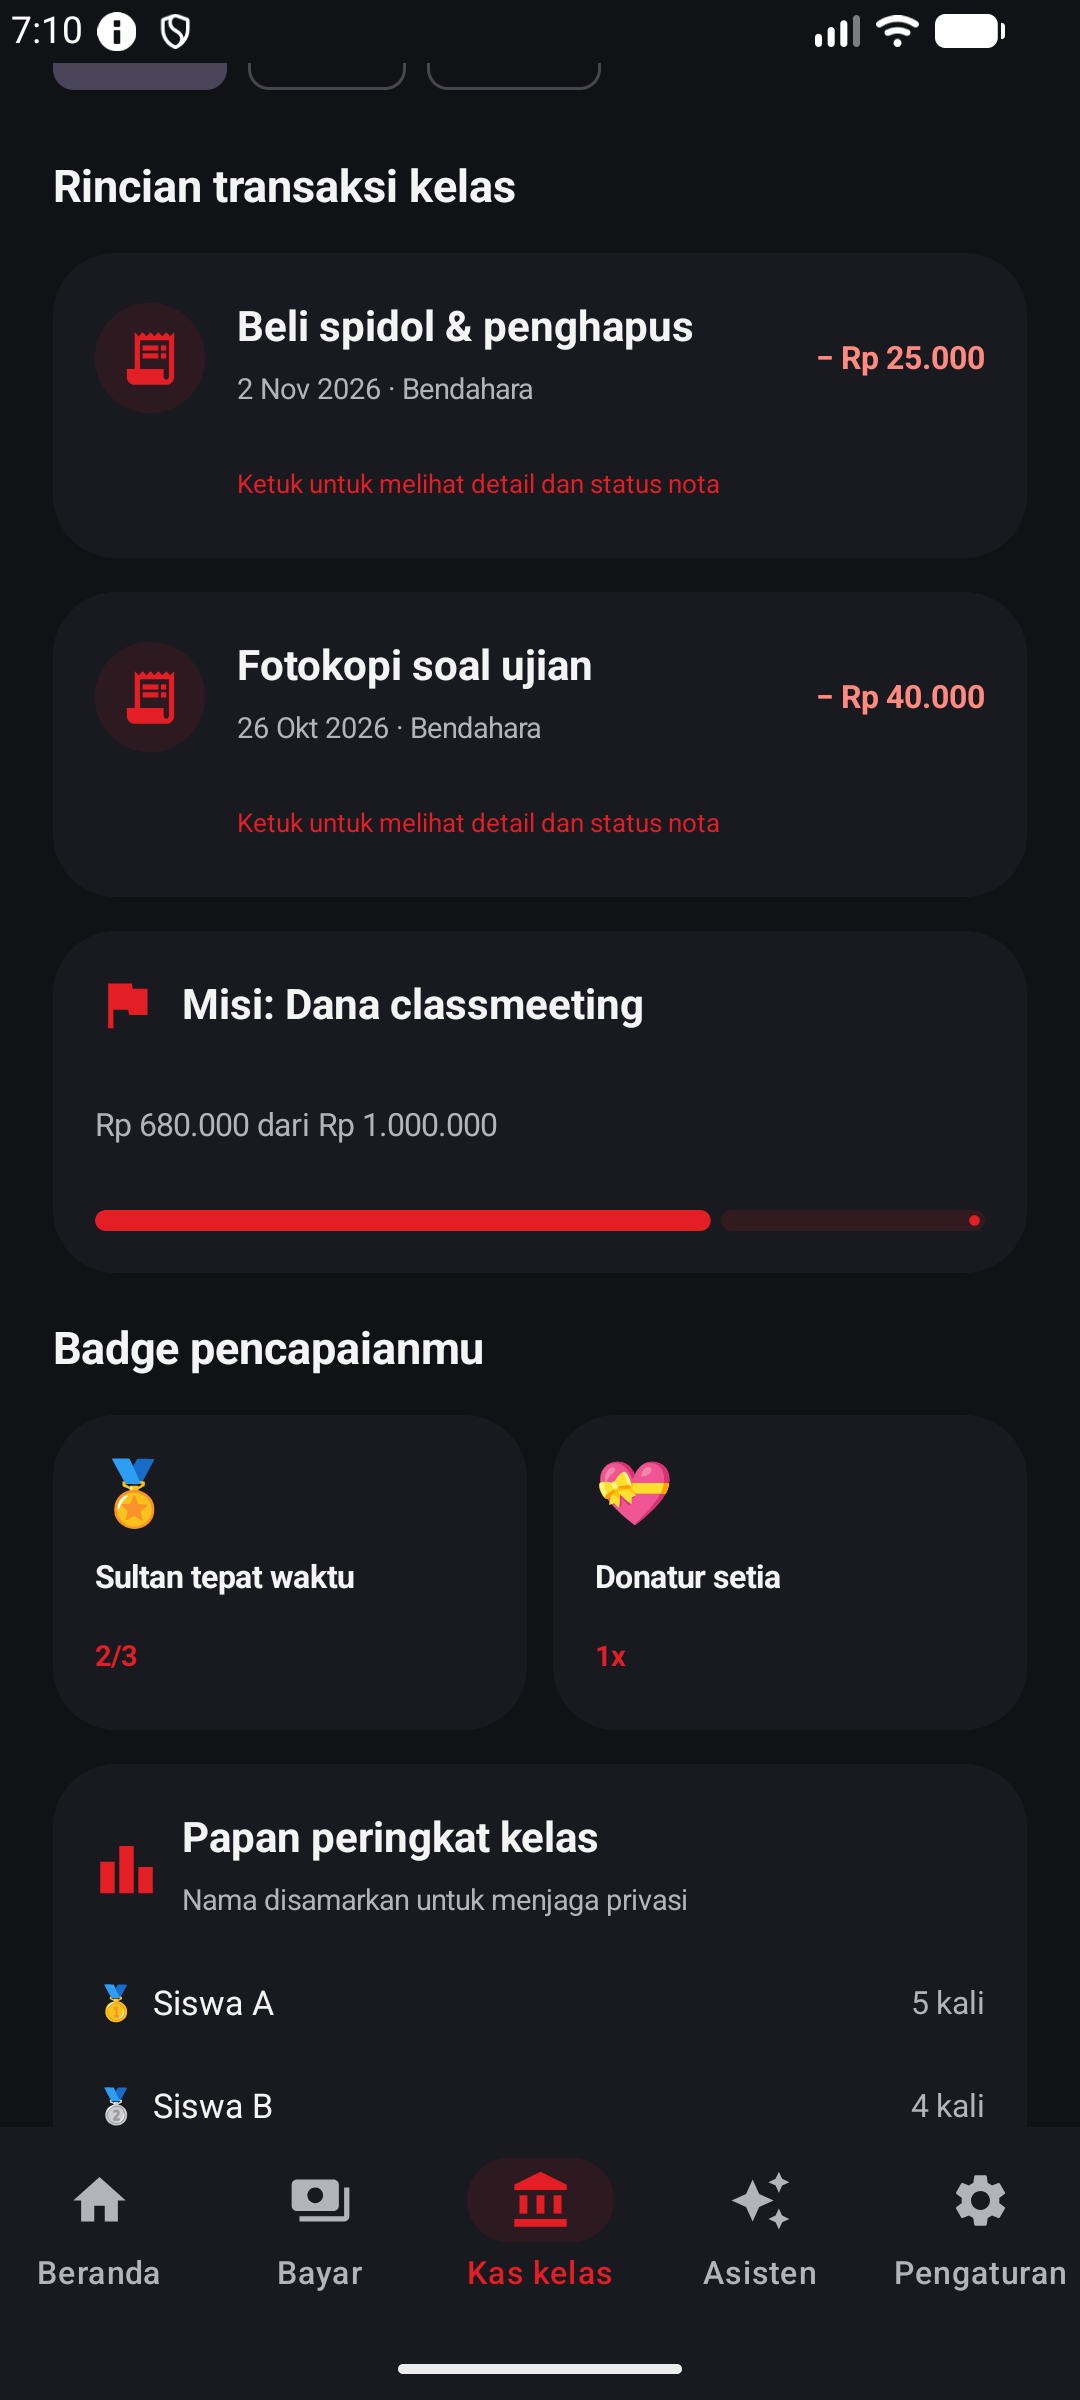 7:10
Rincian transaksi kelas
Beli spidol & penghapus
2 Nov 2026 · Bendahara
− Rp 25.000
Ketuk untuk melihat detail dan status nota
Fotokopi soal ujian
26 Okt 2026 · Bendahara
− Rp 40.000
Ketuk untuk melihat detail dan status nota
Misi: Dana classmeeting
Rp 680.000 dari Rp 1.000.000
Badge pencapaianmu
Sultan tepat waktu
2/3
Donatur setia
1x
Papan peringkat kelas
Nama disamarkan untuk menjaga privasi
Siswa A
5 kali
Siswa B
4 kali
Beranda
Bayar
Kas kelas
Asisten
Pengaturan